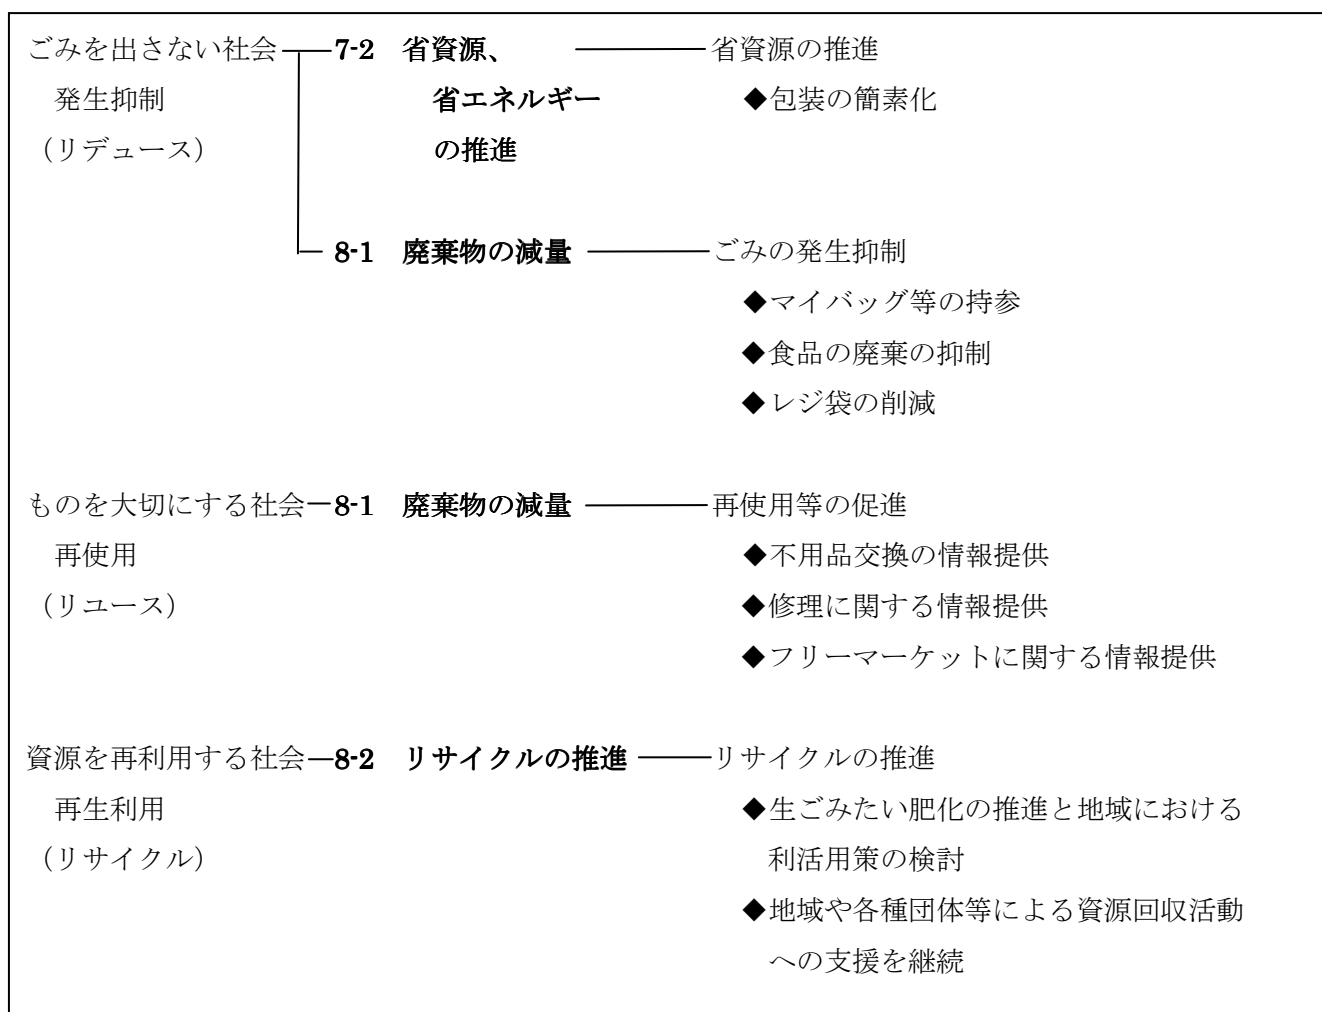 ごみを出さない社会 7-2 省資源、 省資源の推進
発生抑制 省エネルギー ◆包装の簡素化
（リデュース） の推進
8-1 廃棄物の減量 ごみの発生抑制
◆マイバッグ等の持参
◆食品の廃棄の抑制
◆レジ袋の削減
ものを大切にする社会 8-1 廃棄物の減量 再使用等の促進
再使用 ◆不用品交換の情報提供
（リユース） ◆修理に関する情報提供
◆フリーマーケットに関する情報提供
資源を再利用する社会 8-2 リサイクルの推進 リサイクルの推進
再生利用 ◆生ごみたい肥化の推進と地域における
（リサイクル） 利活用策の検討
◆地域や各種団体等による資源回収活動
への支援を継続